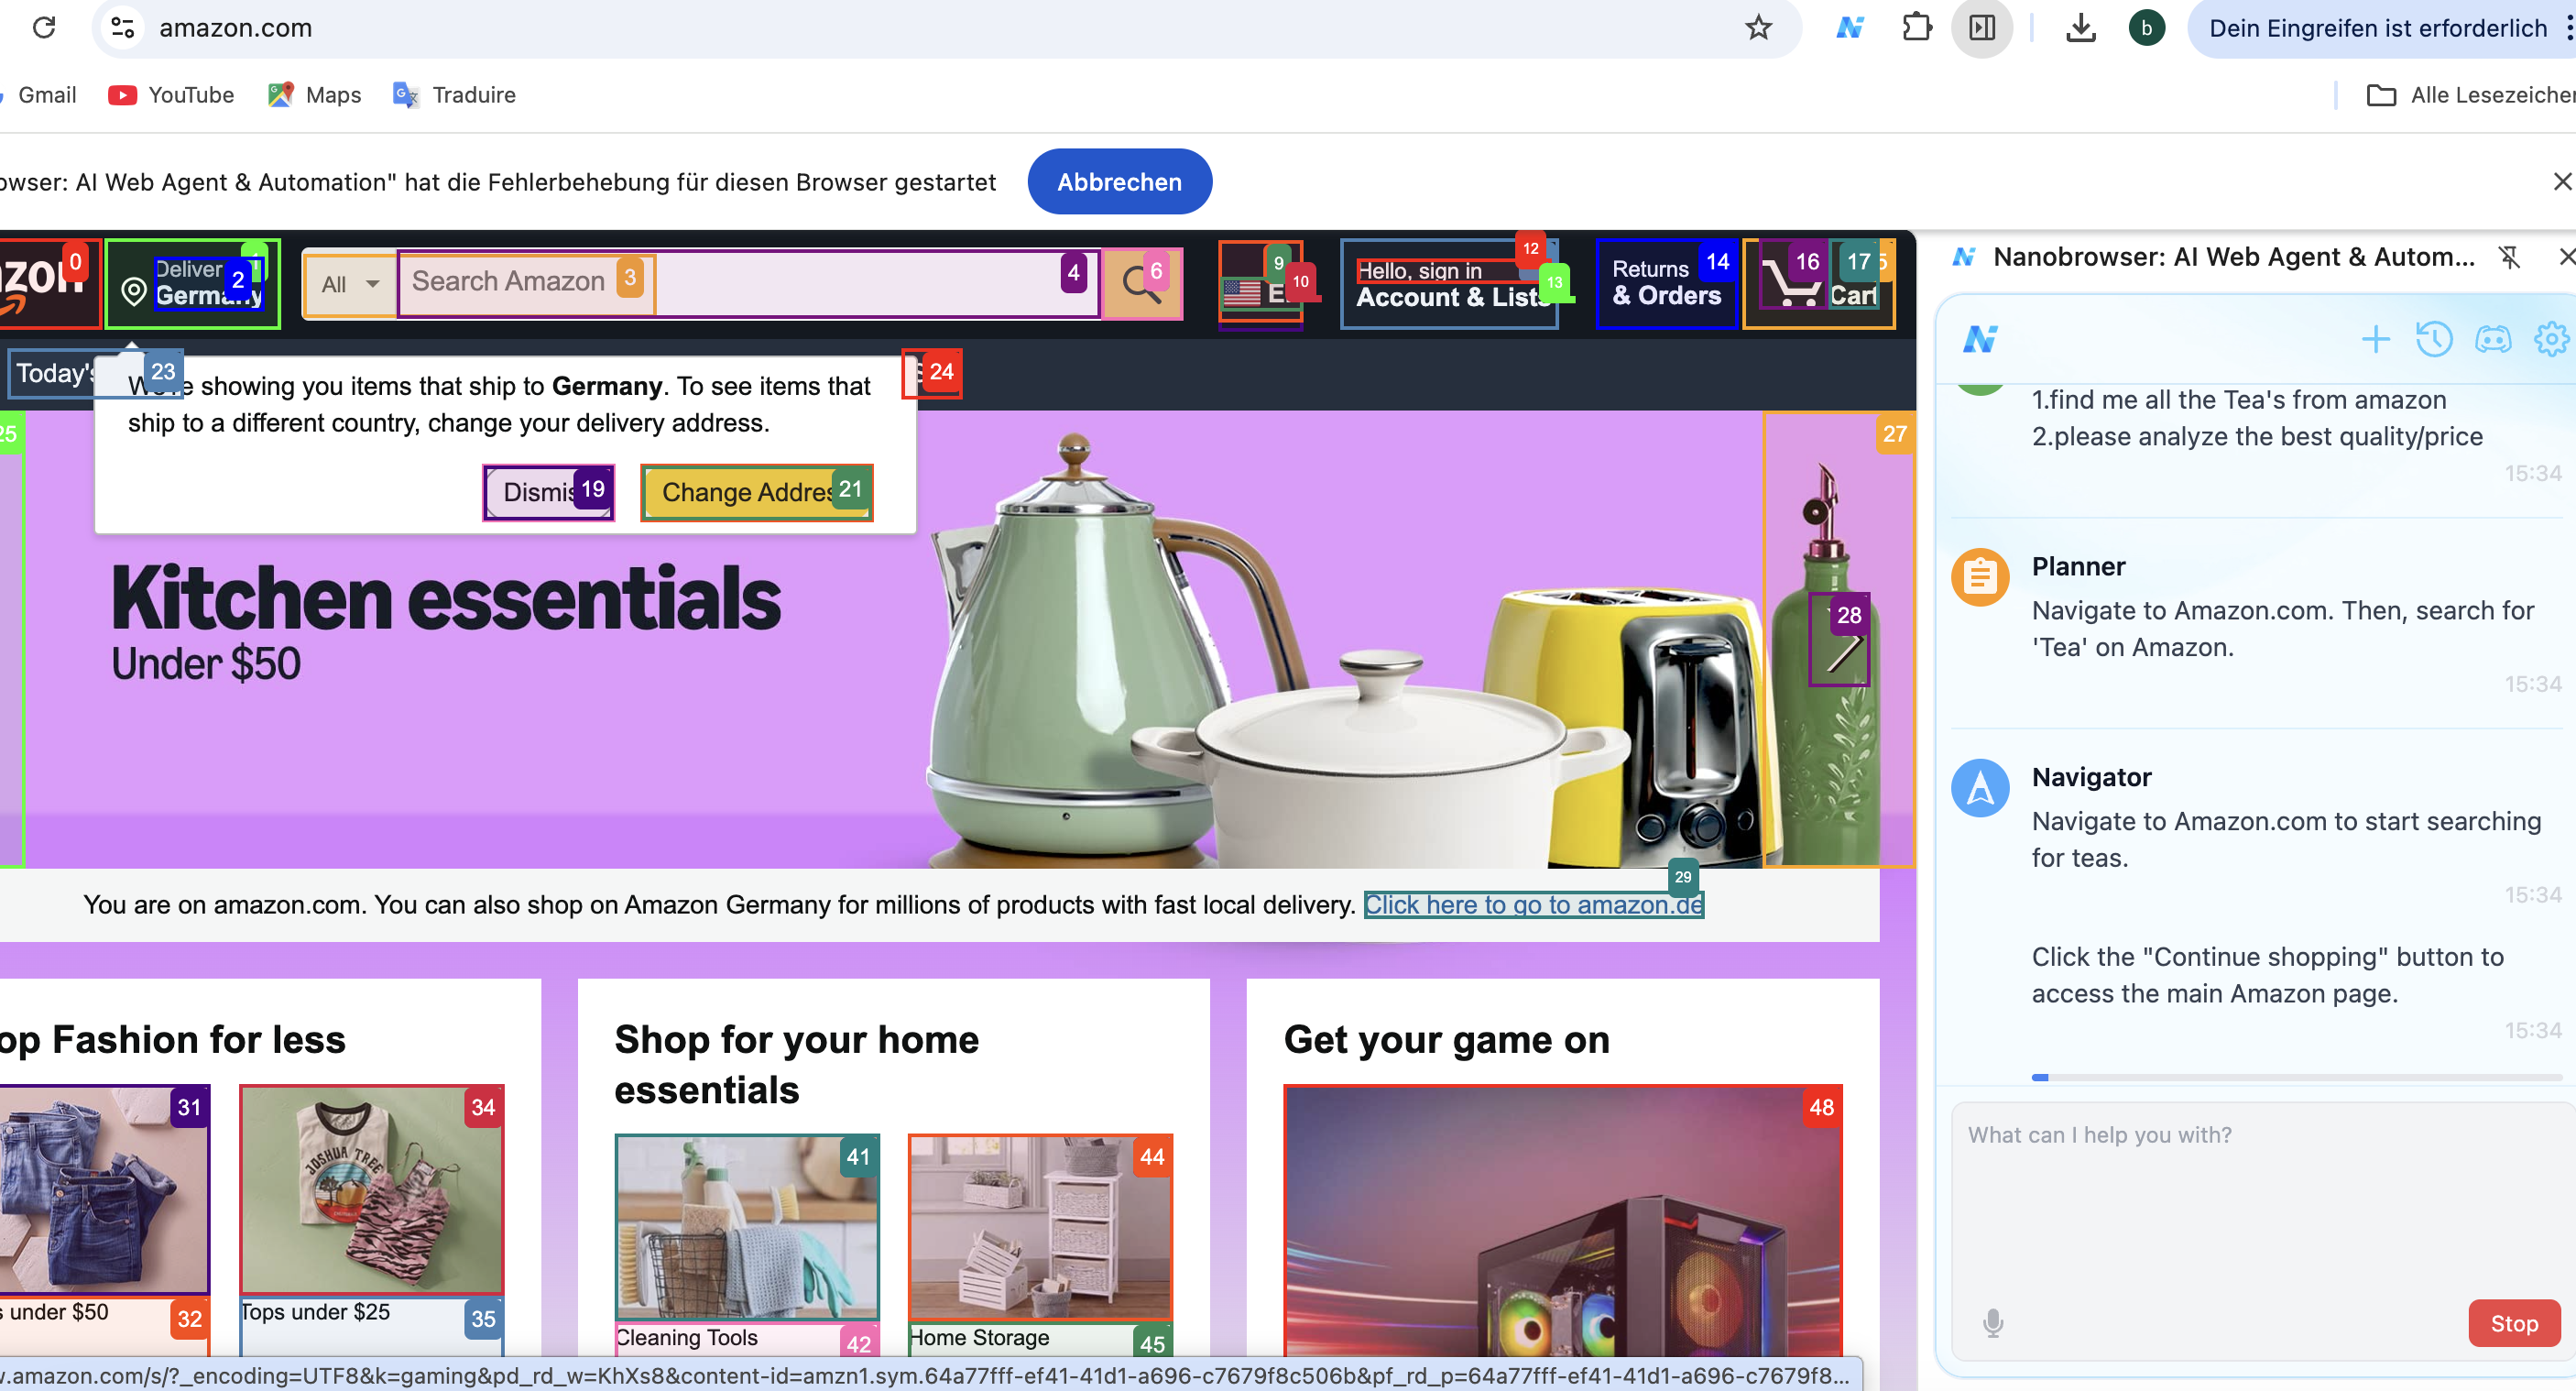 amazon.com
b
Dein Eingreifen ist erforderlich
Gmail
YouTube
Maps
Traduire
Alle Lesezeichen
owser: AI Web Agent & Automation" hat die Fehlerbehebung für diesen Browser gestartet
Abbrechen
0
Deliver
Germany
2
All
Search Amazon
3
4
6
9
10
12
Hello, sign in
Account & Lists
13
Returns
& Orders
14
16
17
Cart
Today's
23
showing you items that ship to Germany. To see items that
ship to a different country, change your delivery address.
24
19
Change Addres
21
25
27
28
Kitchen essentials
Under $50
29
You are on amazon.com. You can also shop on Amazon Germany for millions of products with fast local delivery. Click here to go to amazon.de
op Fashion for less
31
34
JOSHUA TREE
s under $50
32
Tops under $25
35
Shop for your home
essentials
41
44
Cleaning Tools
42
Home Storage
45
Get your game on
48
.amazon.com/s/?_encoding=UTF8&k=gaming&pd_rd_w=KhXs8&content-id=amzn1.sym.64a77fff-ef41-41d1-a696-c7679f8c506b&pf_rd_p=64a77fff-ef41-41d1-a696-c7679f8...
Nanobrowser: AI Web Agent & Autom...
1.find me all the Tea's from amazon
2.please analyze the best quality/price
15:34
Planner
Navigate to Amazon.com. Then, search for
'Tea' on Amazon.
15:34
Navigator
Navigate to Amazon.com to start searching
for teas.
15:34
Click the "Continue shopping" button to
access the main Amazon page.
15:34
What can I help you with?
Stop